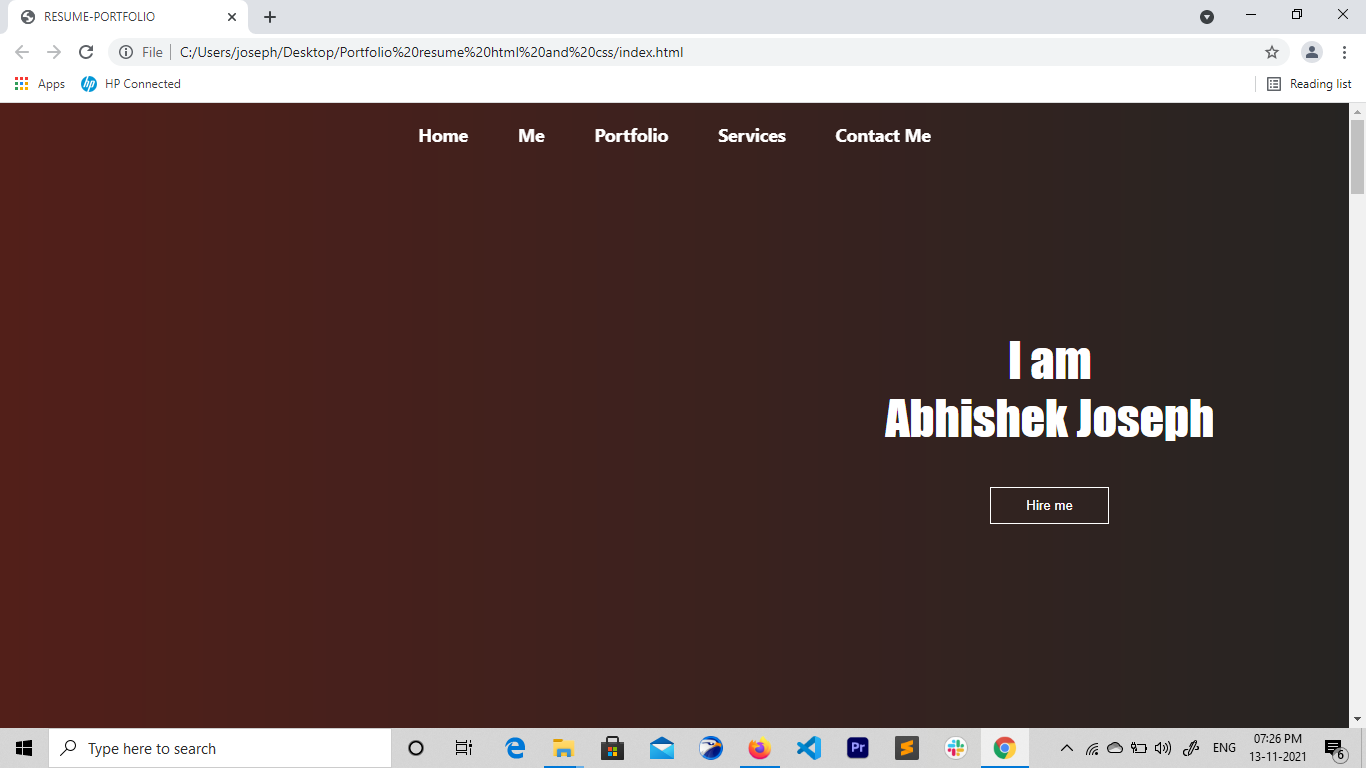 RESUME-PORTFOLIO
File
C:/Users/joseph/Desktop/Portfolio%20resume%20html%20and%20css/index.html
Apps
hp
HP Connected
Reading list
Home Me Portfolio Services Contact Me
I am
Abhishek Joseph
Hire me
Type here to search
Pr
ENG
07:26 PM
13-11-2021
6